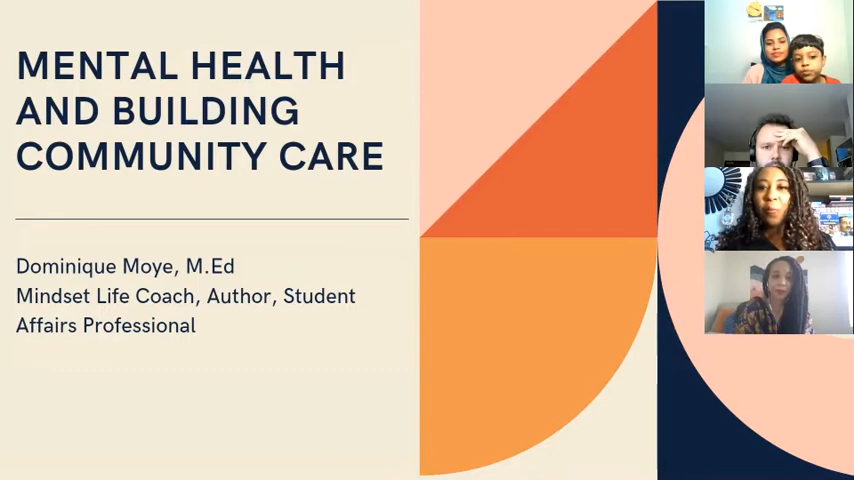 MENTAL HEALTH
AND BUILDING
COMMUNITY CARE
Dominique Moye, M.Ed
Mindset Life Coach, Author, Student
Affairs Professional